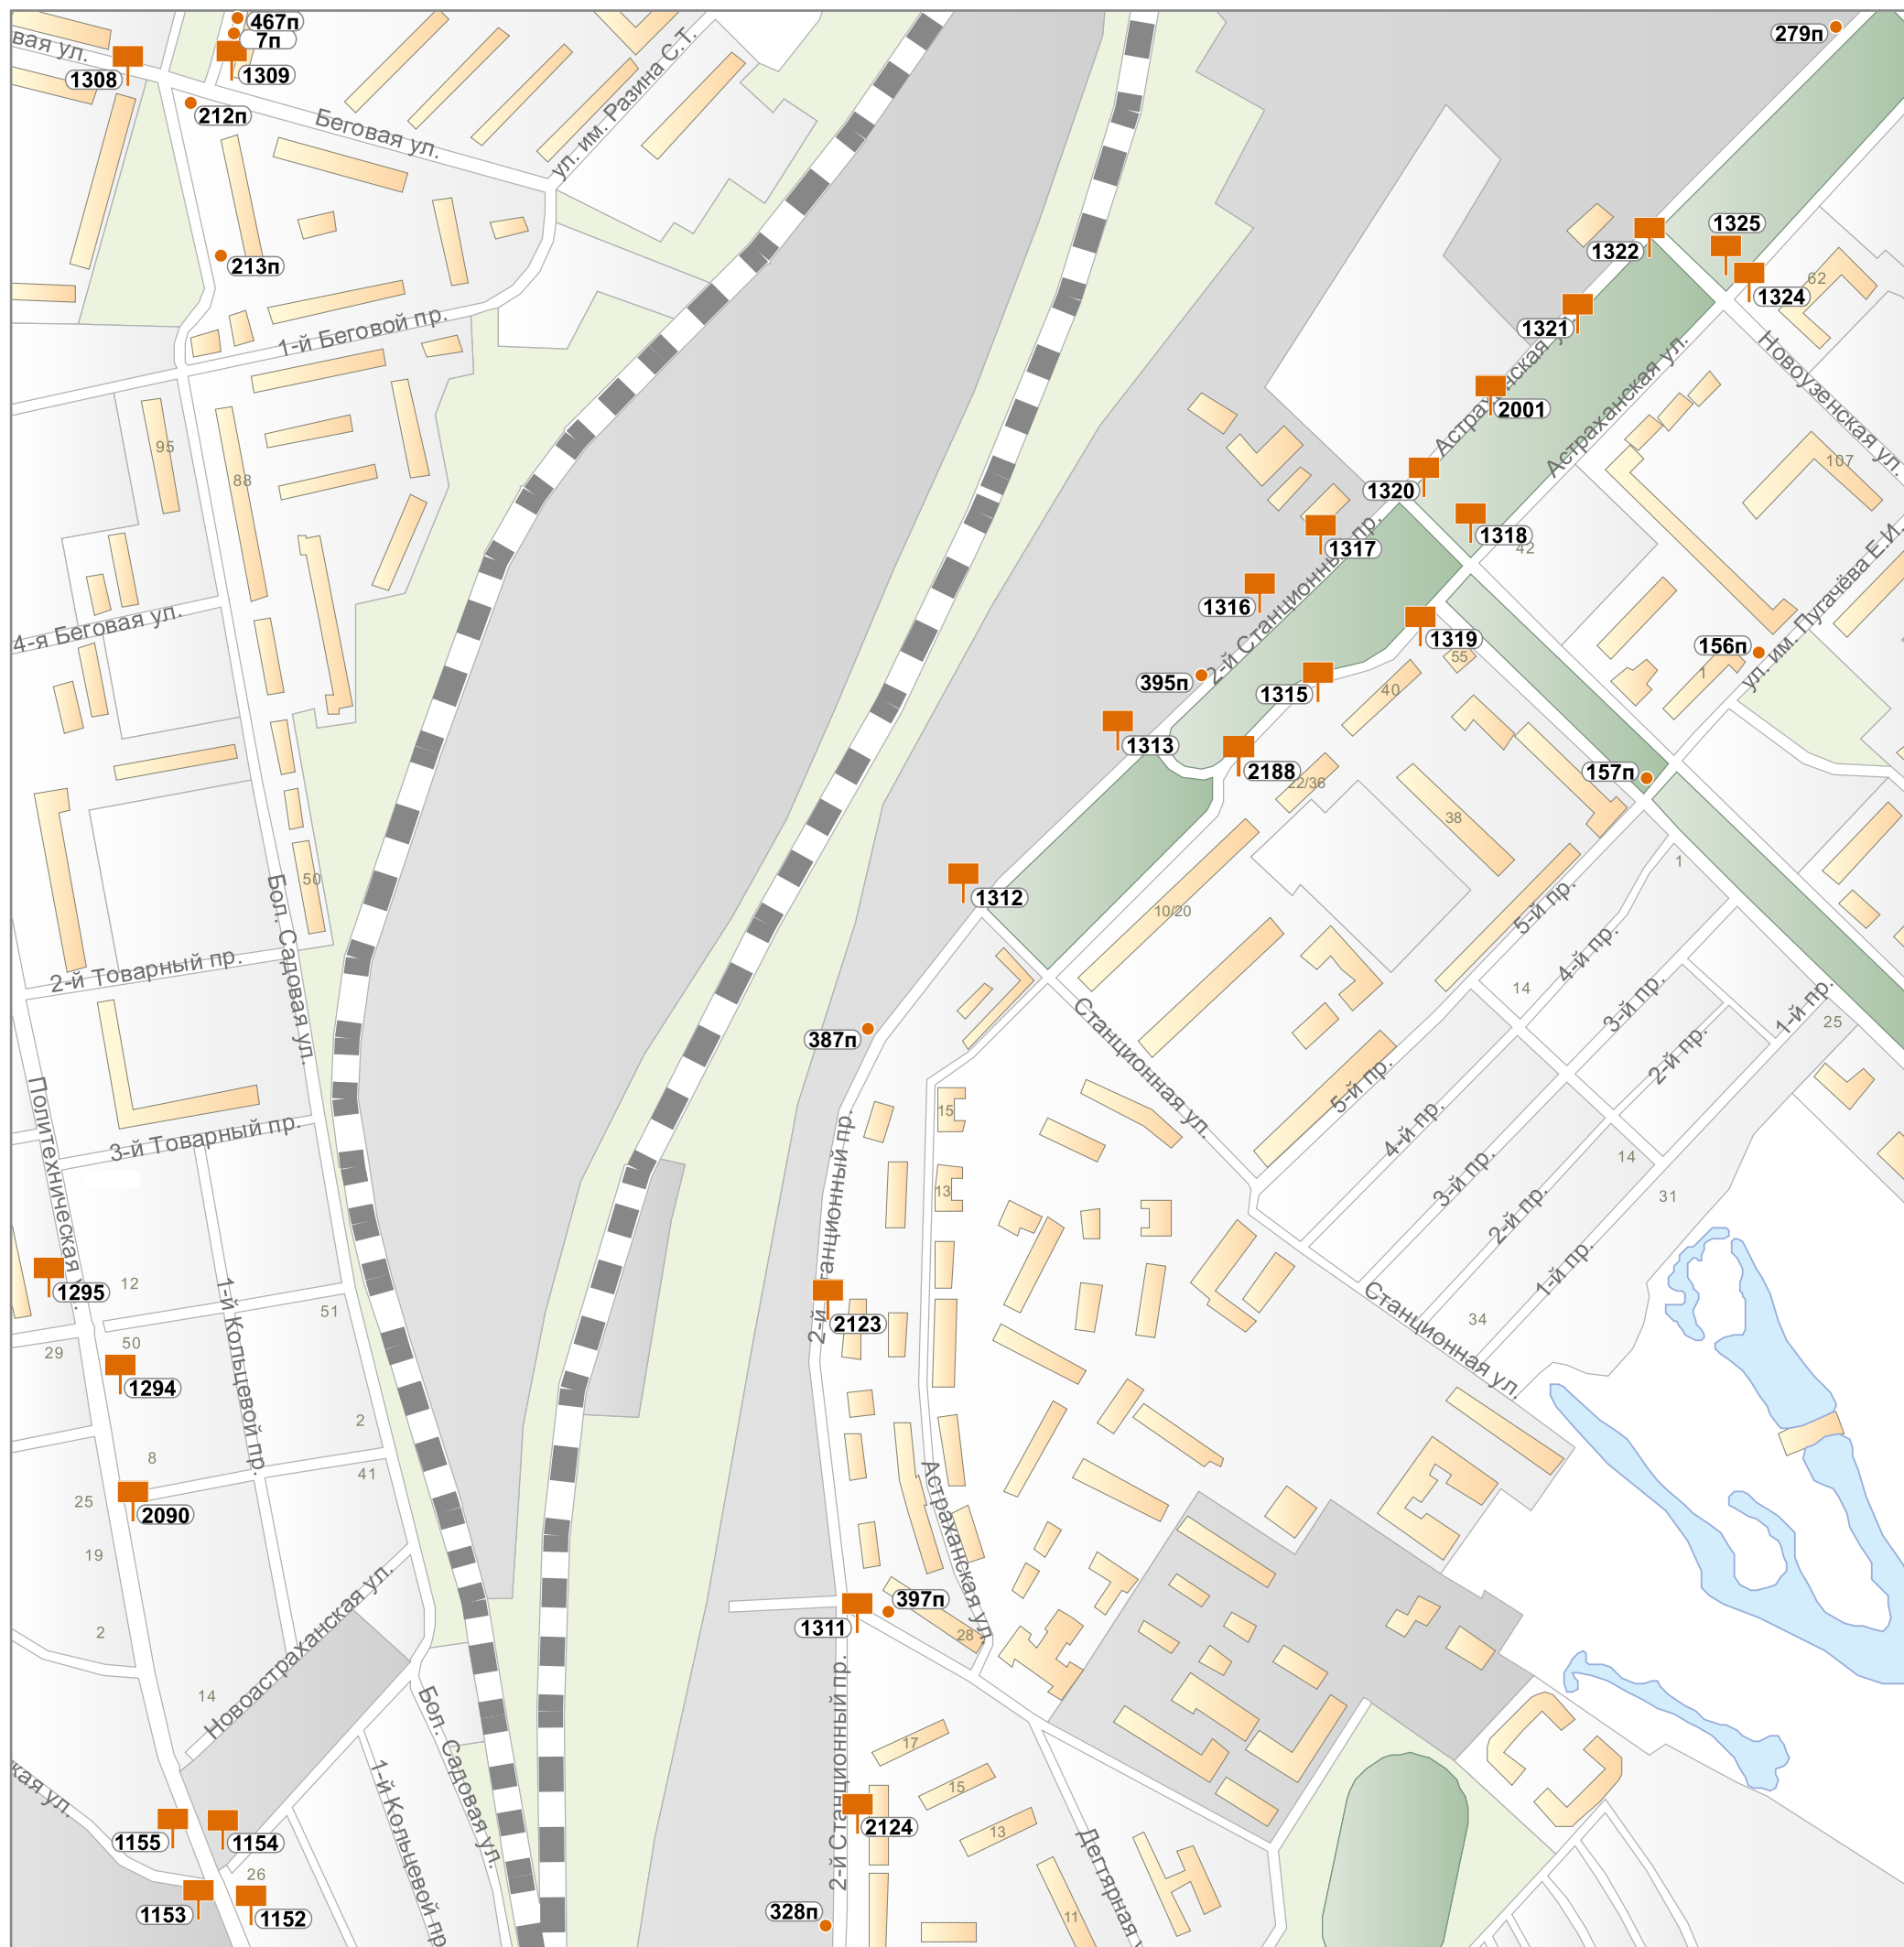 467п
7п
1309
вая ул.
1308
212п
Беговая ул.
ул. им. Разина С.Т.
279п
213п
1-й Беговой пр.
1322
1325
1324
62
1321
2001
Астраханская ул.
Новоузенская ул.
95
88
107
1320
1318
42
1317
2-й Станционный пр.
1316
4-я Беговая ул.
1319
55
156п
1
ул. им. Пугачёва Е.И.
395п
1315
40
1313
2188
22/36
157п
38
50
Бол. Садовая ул.
1312
10/20
1
5-й пр.
4-й пр.
3-й пр.
2-й пр.
1-й пр.
14
25
2-й Товарный пр.
387п
Станционная ул.
Политехническая
3-й Товарный пр.
15
13
5-й пр.
4-й пр.
3-й пр.
2-й пр.
1-й пр.
14
31
34
1295
12
51
1-й Кольцевой пр.
2123
Станционная ул.
29
50
1294
2
8
41
25
2090
19
2
Астраханская ул.
397п
1311
28
Новоастраханская ул.
14
2-й Станционный пр.
Бол. Садовая ул.
1-й Кольцевой пр
17
15
13
11
2124
кая ул.
1155
1154
26
1153
1152
328п
Дегтярная